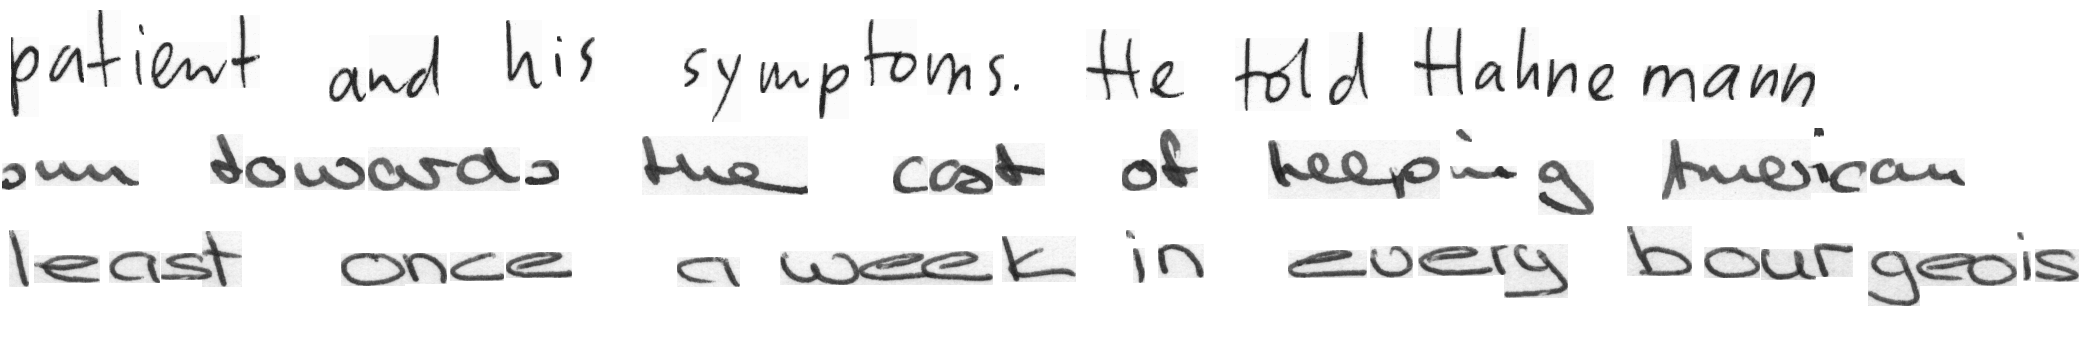 patient and his symptoms. He told Hahnemann
sum towards the cost of keeping American
least once a week in every bourgeois